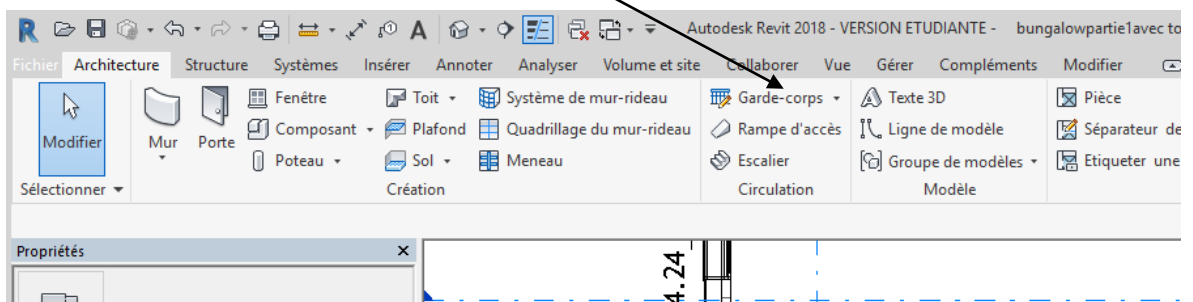 Autodesk Revit 2018 - VERSION ETUDIANTE - bungalowpartie1avec to
Fichier Architecture Structure Systèmes Insérer Annoter Analyser Volume et site Collaborer Vue Gérer Compléments Modifier
Modifier
Mur
Porte
Fenêtre
Composant
Poteau
Toit
Plafond
Sol
Système de mur-rideau
Quadrillage du mur-rideau
Meneau
Garde-corps
Rampe d'accès
Escalier
Texte 3D
Ligne de modèle
Groupe de modèles
Pièce
Séparateur de
Etiqueter une
Sélectionner Création Circulation Modèle
Propriétés
4.24